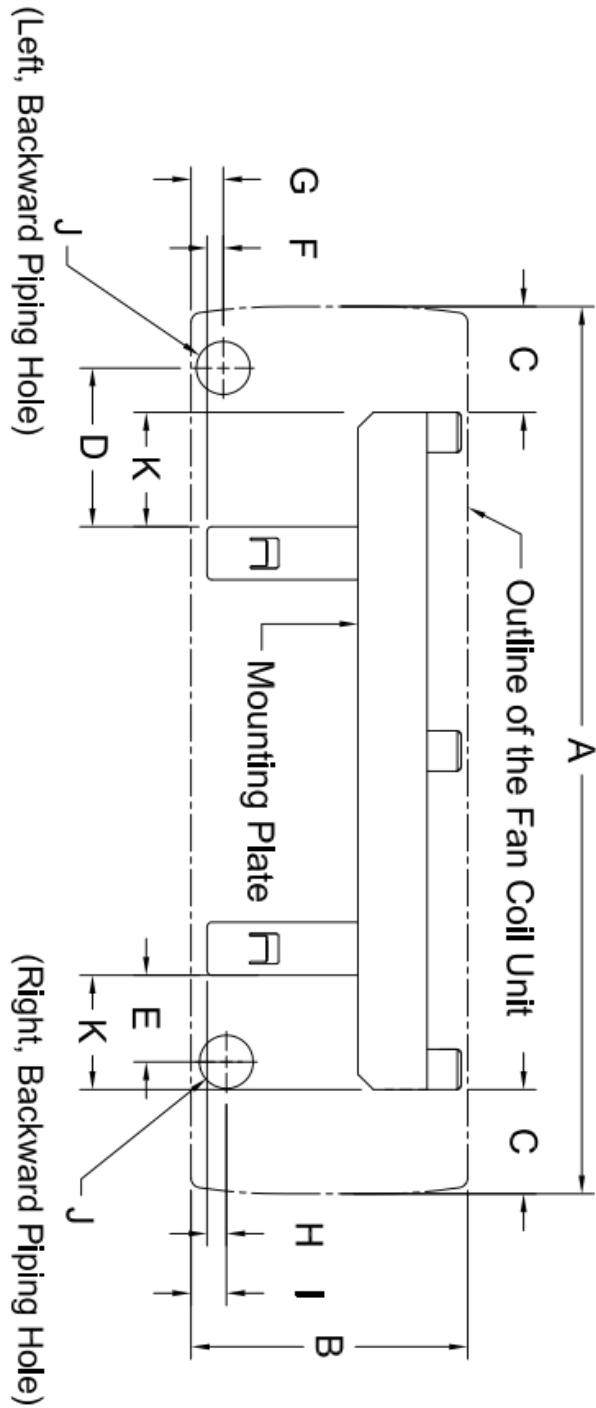 A
C
Outline of the Fan Coil Unit
C
B
G
F
H
I
Mounting Plate
K
E
D
K
J
J
(Left, Backward Piping Hole)
(Right, Backward Piping Hole)